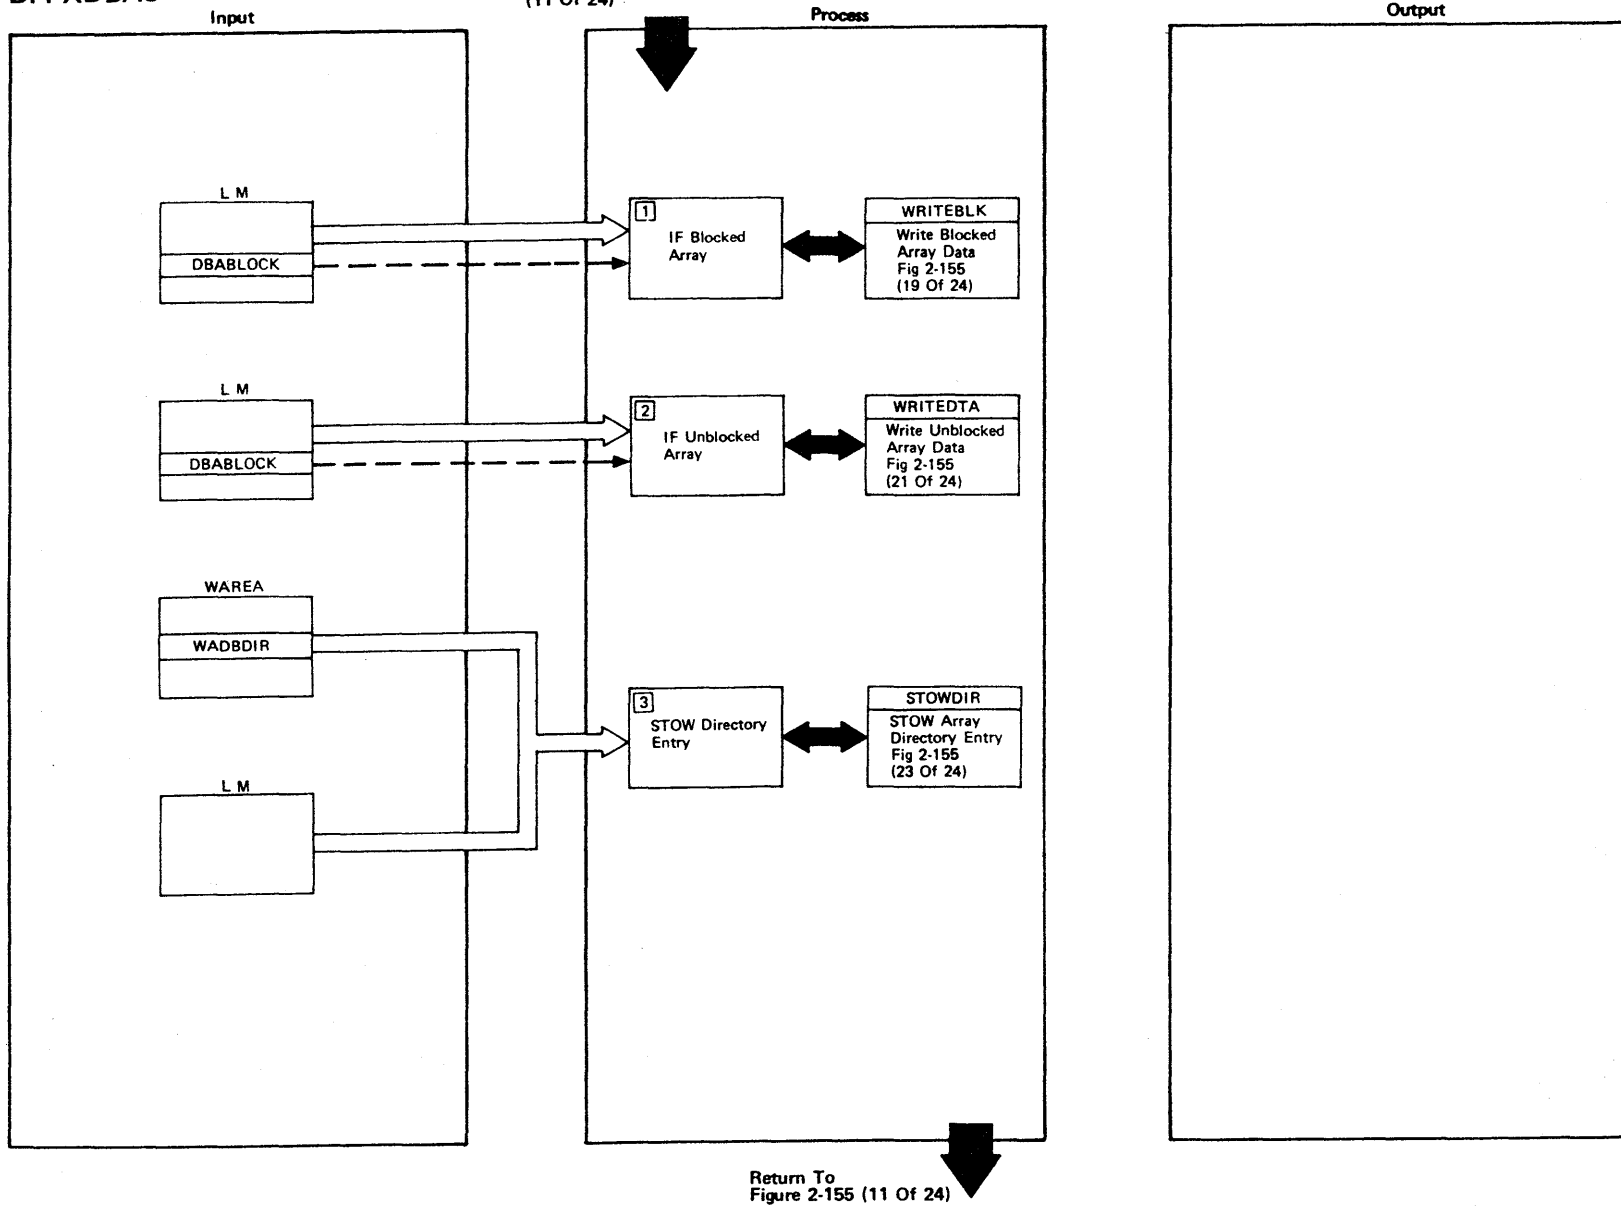 (11 Of 24)
Input
Process
Output
L M
DBABLOCK
1
IF Blocked
Array
WRITEBLK
Write Blocked
Array Data
Fig 2-155
(19 Of 24)
L M
DBABLOCK
2
IF Unblocked
Array
WRITEDTA
Write Unblocked
Array Data
Fig 2-155
(21 Of 24)
WAREA
WADBDIR
3
STOW Directory
Entry
STOWDIR
STOW Array
Directory Entry
Fig 2-155
(23 Of 24)
L M
Return To
Figure 2-155 (11 Of 24)